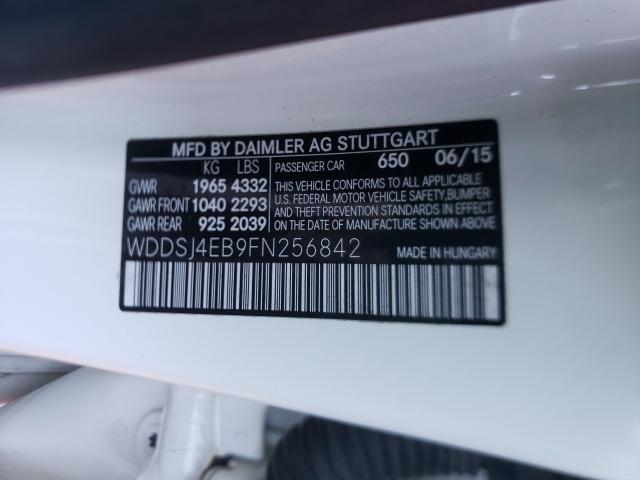 MFD BY DAIMLER AG STUTTGART
KG LBS PASSENGER CAR 650 06/15
GVWR 1965 4332 THIS VEHICLE CONFORMS TO ALL APPLICABLE
GAWR FRONT 1040 2293 U.S. FEDERAL MOTOR VEHICLE SAFETY,BUMPER
GAWR REAR 925 2039 AND THEFT PREVENTION STANDARDS IN EFFECT
ON THE DATE OF MANUFACTURE SHOWN ABOVE
WDDSJ4EB9FN256842 MADE IN HUNGARY